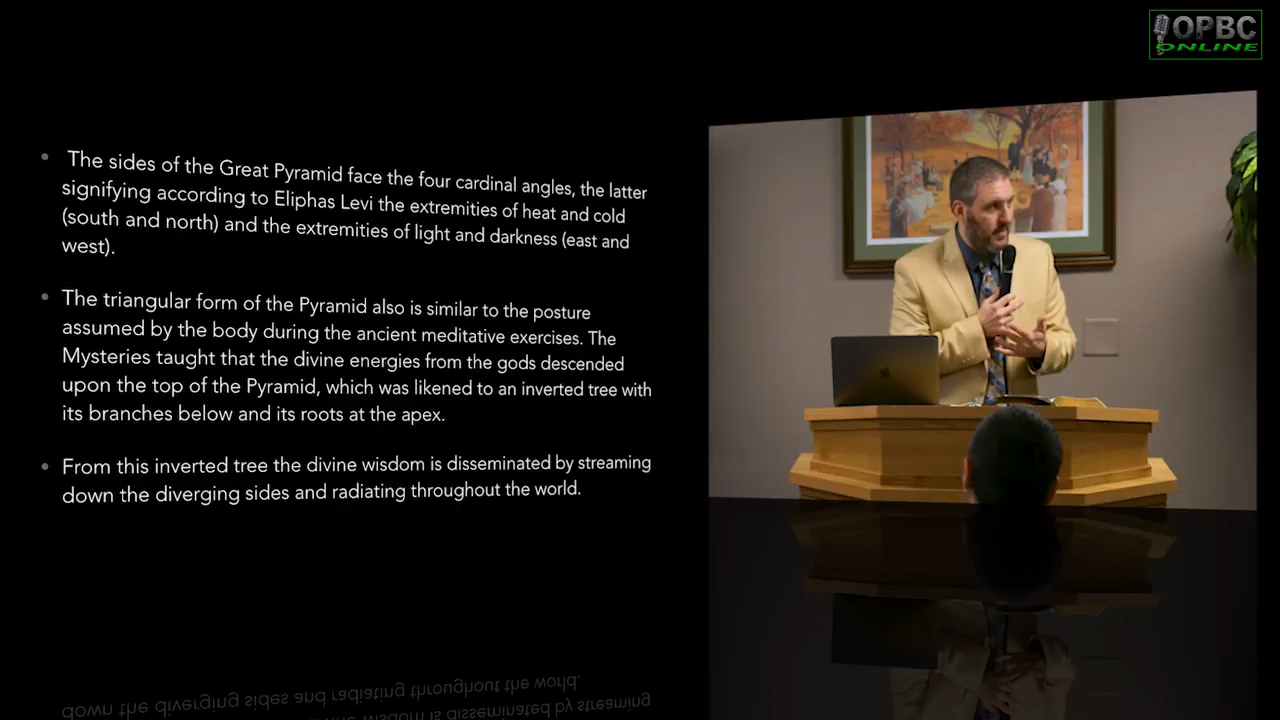 OPBC
ONLINE
• The sides of the Great Pyramid face the four cardinal angles, the latter
signifying according to Eliphas Levi the extremities of heat and cold
(south and north) and the extremities of light and darkness (east and
west).
• The triangular form of the Pyramid also is similar to the posture
assumed by the body during the ancient meditative exercises. The
Mysteries taught that the divine energies from the gods descended
upon the top of the Pyramid, which was likened to an inverted tree with
its branches below and its roots at the apex.
• From this inverted tree the divine wisdom is disseminated by streaming
down the diverging sides and radiating throughout the world.